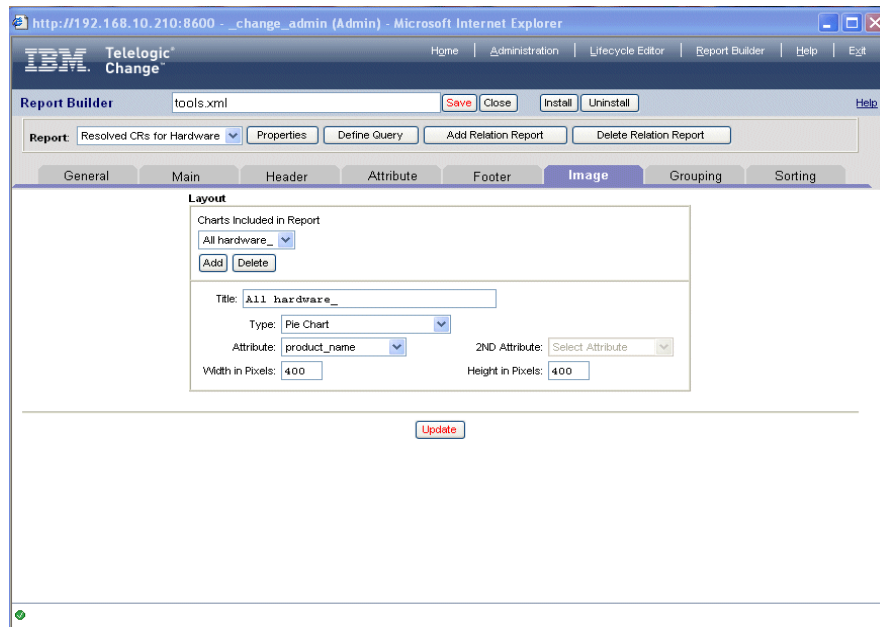 http://192.168.10.210:8600 - _change_admin (Admin) - Microsoft Internet Explorer
IBM. Telelogic® Change™
Home Administration Lifecycle Editor Report Builder Help Exit
Report Builder tools.xml Save Close Install Uninstall Help
Report: Resolved CRs for Hardware Properties Define Query Add Relation Report Delete Relation Report
General Main Header Attribute Footer Image Grouping Sorting
Layout
Charts Included in Report
All hardware_
Add Delete
Title: All hardware_
Type: Pie Chart
Attribute: product_name 2ND Attribute: Select Attribute
Width in Pixels: 400 Height in Pixels: 400
Update